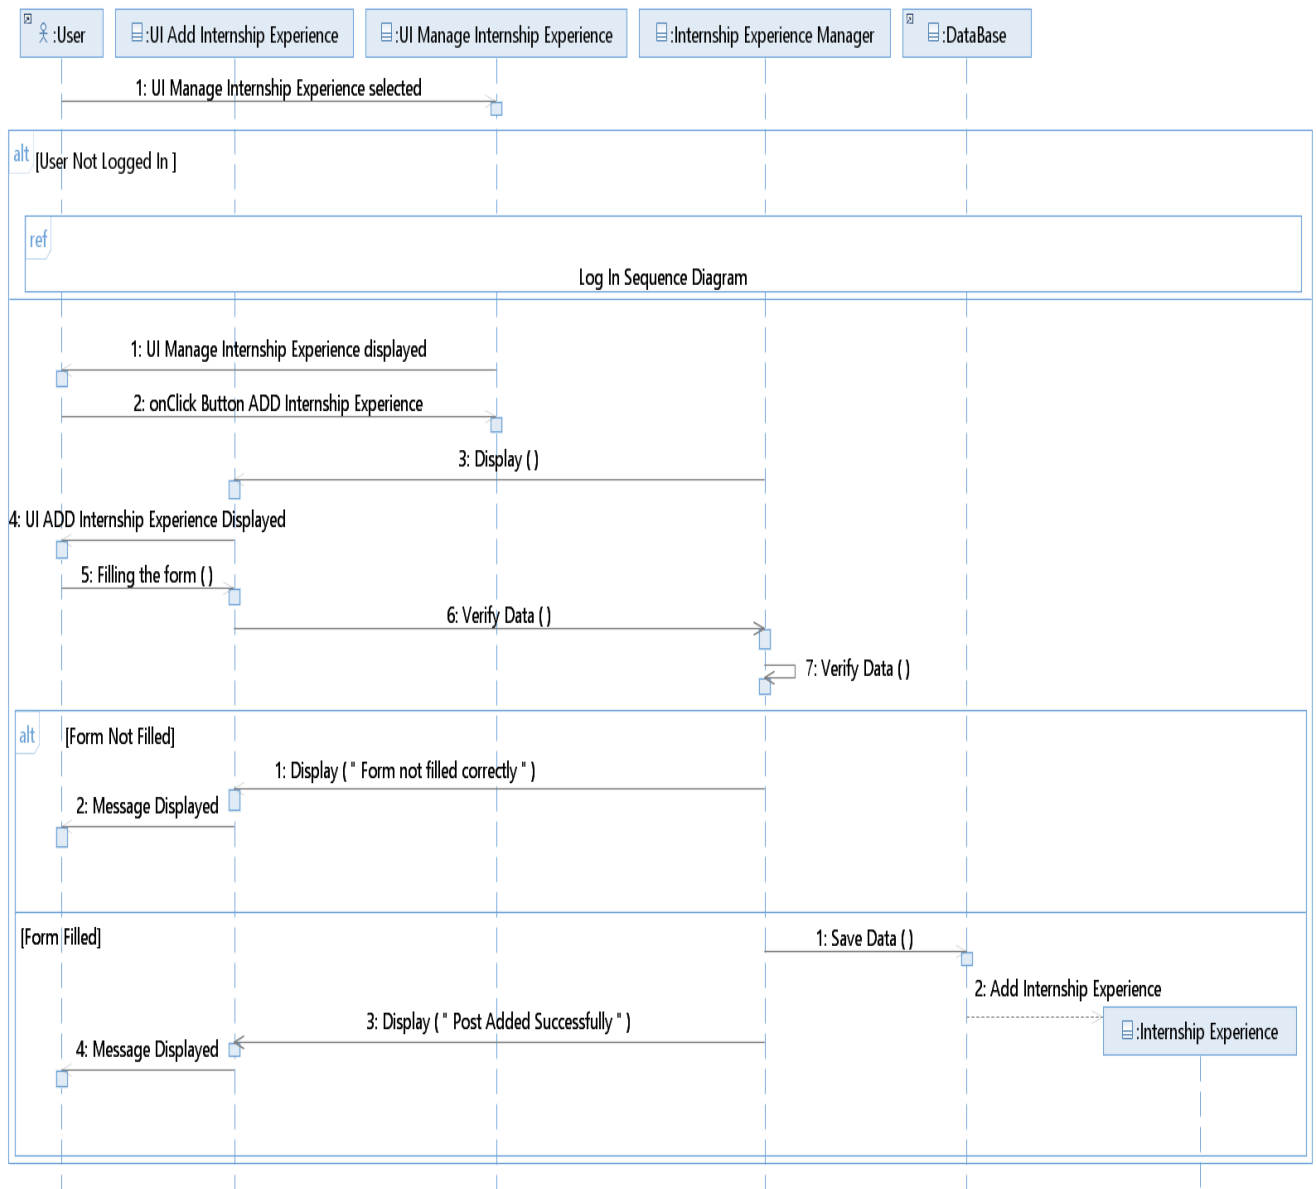 :User
:UI Add Internship Experience
:UI Manage Internship Experience
:Internship Experience Manager
:DataBase
1: UI Manage Internship Experience selected
alt
[User Not Logged In ]
ref
Log In Sequence Diagram
1: UI Manage Internship Experience displayed
2: onClick Button ADD Internship Experience
3: Display ( )
4: UI ADD Internship Experience Displayed
5: Filling the form ( )
6: Verify Data ( )
7: Verify Data ( )
alt
[Form Not Filled]
1: Display ( " Form not filled correctly " )
2: Message Displayed
[Form Filled]
1: Save Data ( )
2: Add Internship Experience
:Internship Experience
3: Display ( " Post Added Successfully " )
4: Message Displayed